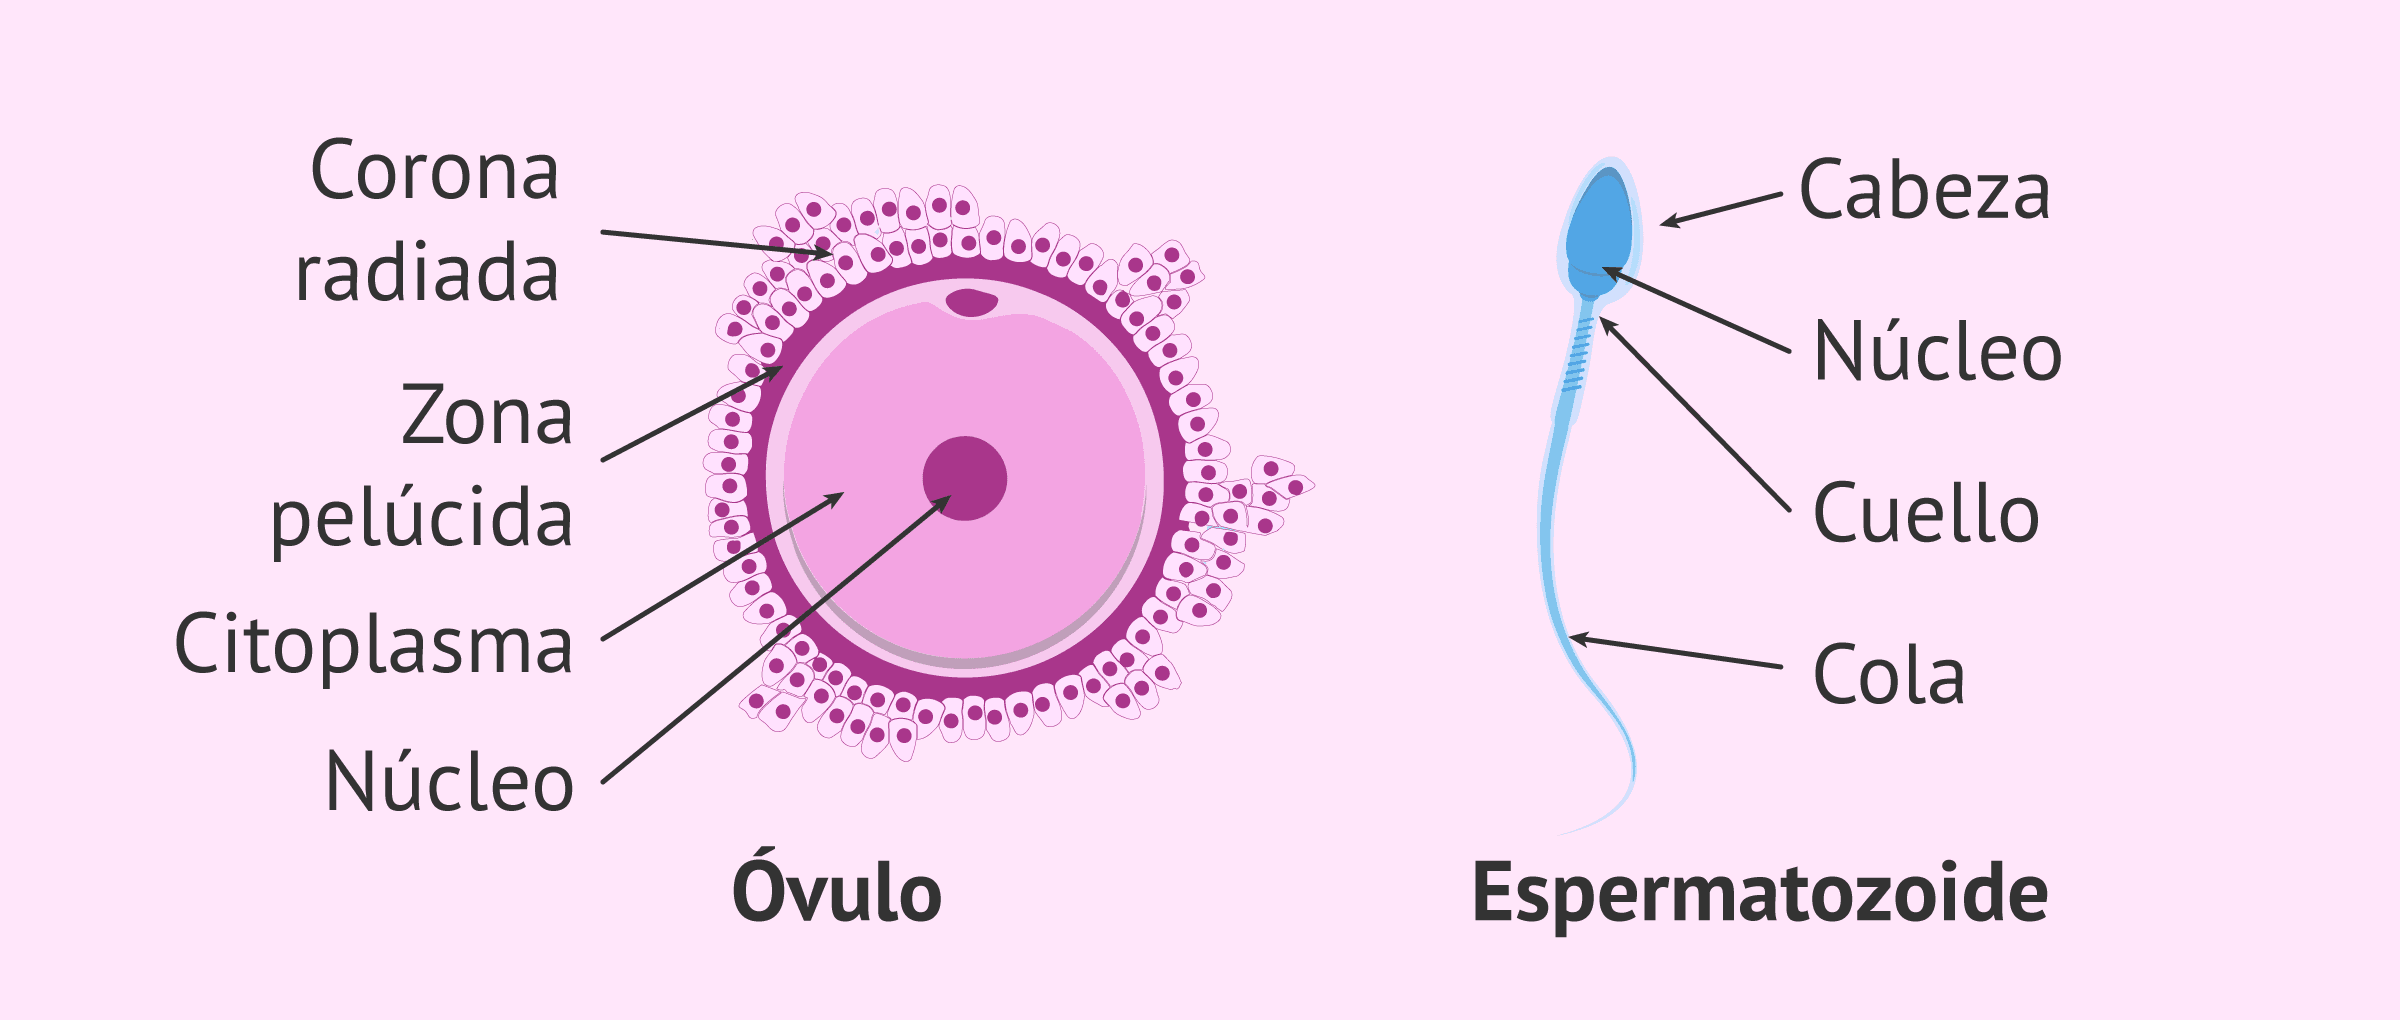 Corona
radiada
Zona
pelúcida
Citoplasma
Núcleo
Óvulo
Cabeza
Núcleo
Cuello
Cola
Espermatozoide